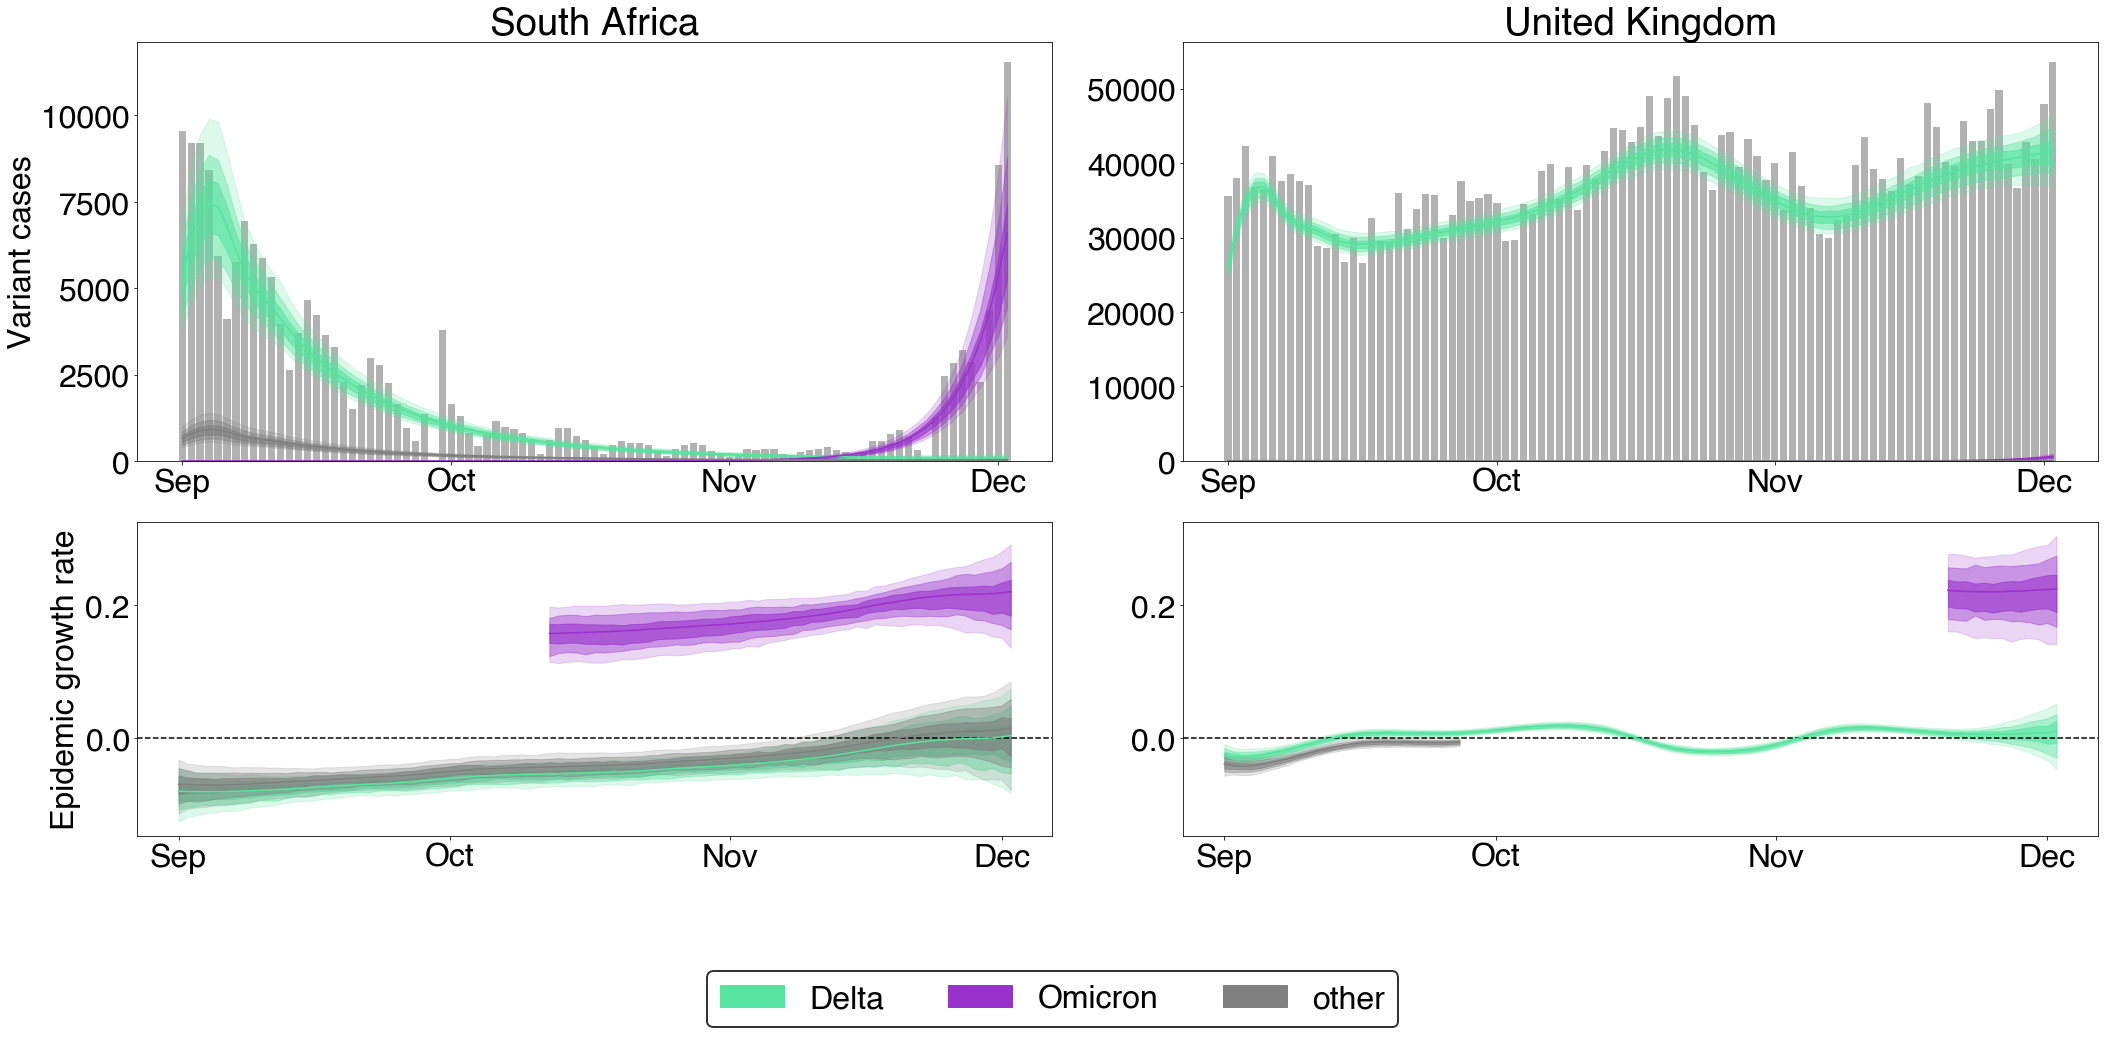 South Africa
United Kingdom
Variant cases
10000
7500
5000
2500
0
Sep Oct Nov Dec
50000
40000
30000
20000
10000
0
Sep Oct Nov Dec
Epidemic growth rate
0.2
0.0
Sep Oct Nov Dec
0.2
0.0
Sep Oct Nov Dec
Delta Omicron other